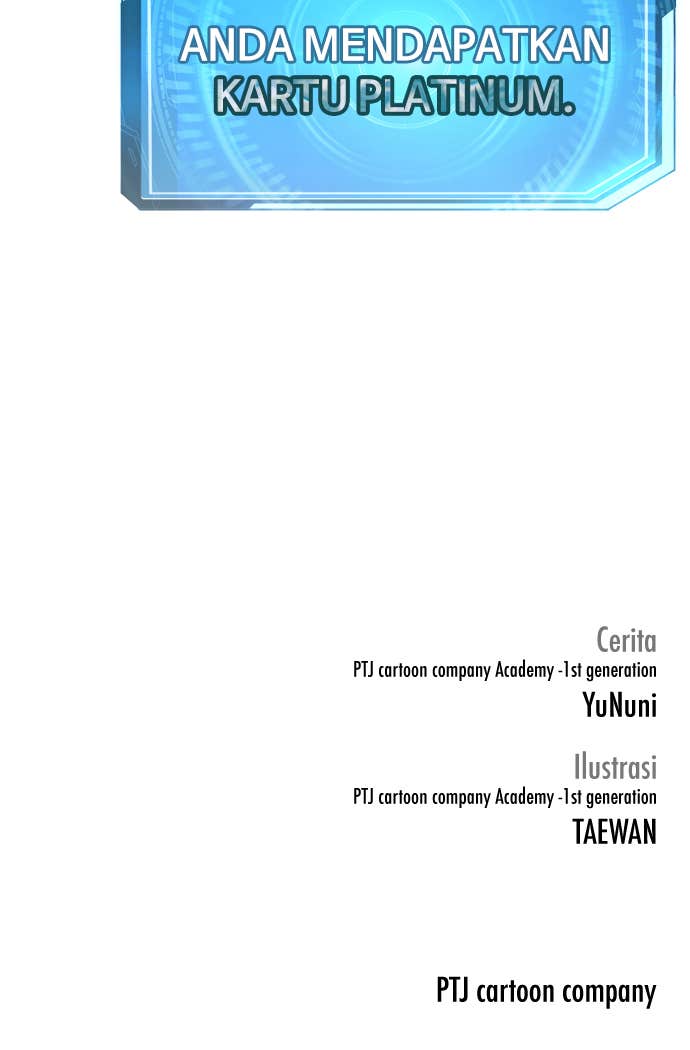 ANDA MENDAPATKAN
KARTU PLATINUM.
Cerita
PTJ cartoon company Academy -1st generation
YuNuni
Ilustrasi
PTJ cartoon company Academy -1st generation
TAEWAN
PTJ cartoon company